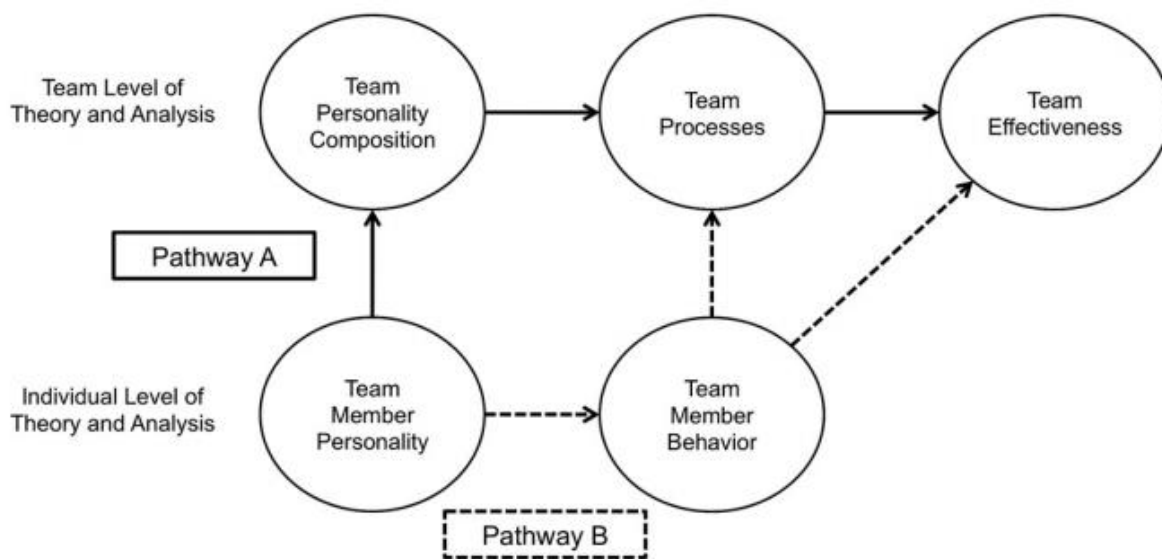 Team Level of
Theory and Analysis
Team
Personality
Composition
Team
Processes
Team
Effectiveness
Pathway A
Individual Level of
Theory and Analysis
Team
Member
Personality
Team
Member
Behavior
Pathway B